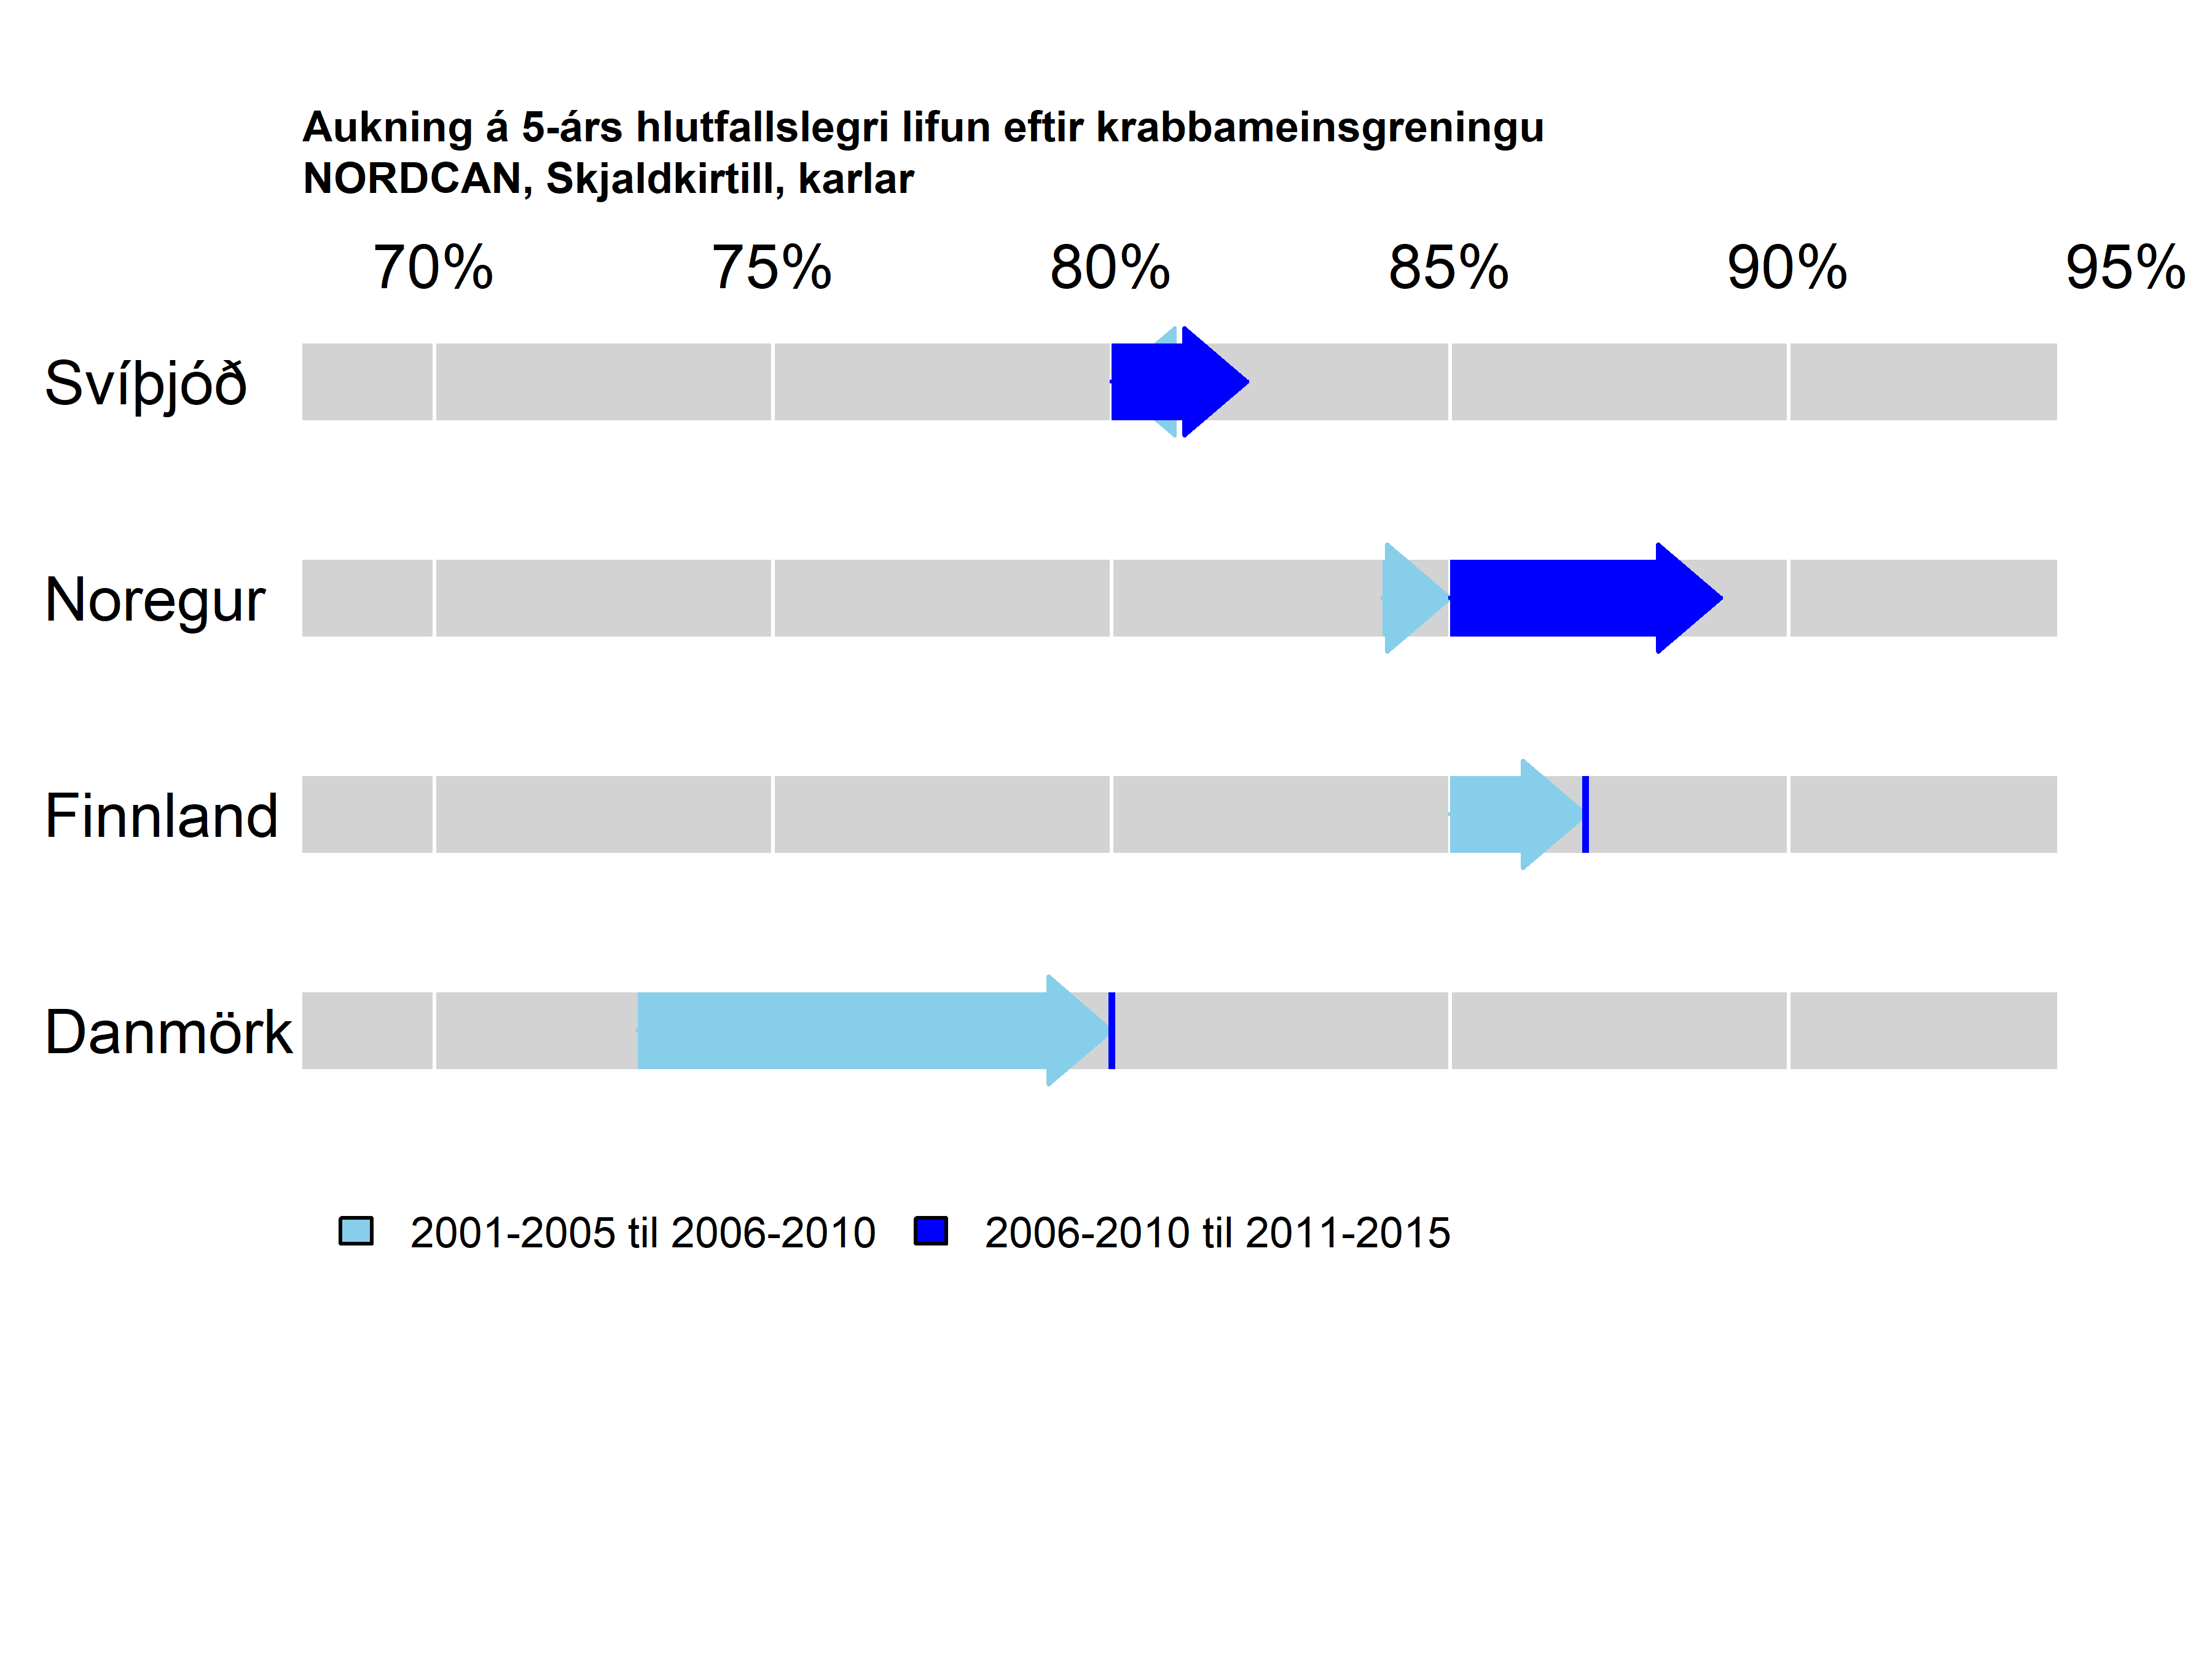 Aukning á 5-árs hlutfallslegri lifun eftir krabbameinsgreningu
NORDCAN, Skjaldkirtill, karlar
70% 75% 80% 85% 90% 95%
Svíþjóð
Noregur
Finnland
Danmörk
2001-2005 til 2006-2010 2006-2010 til 2011-2015